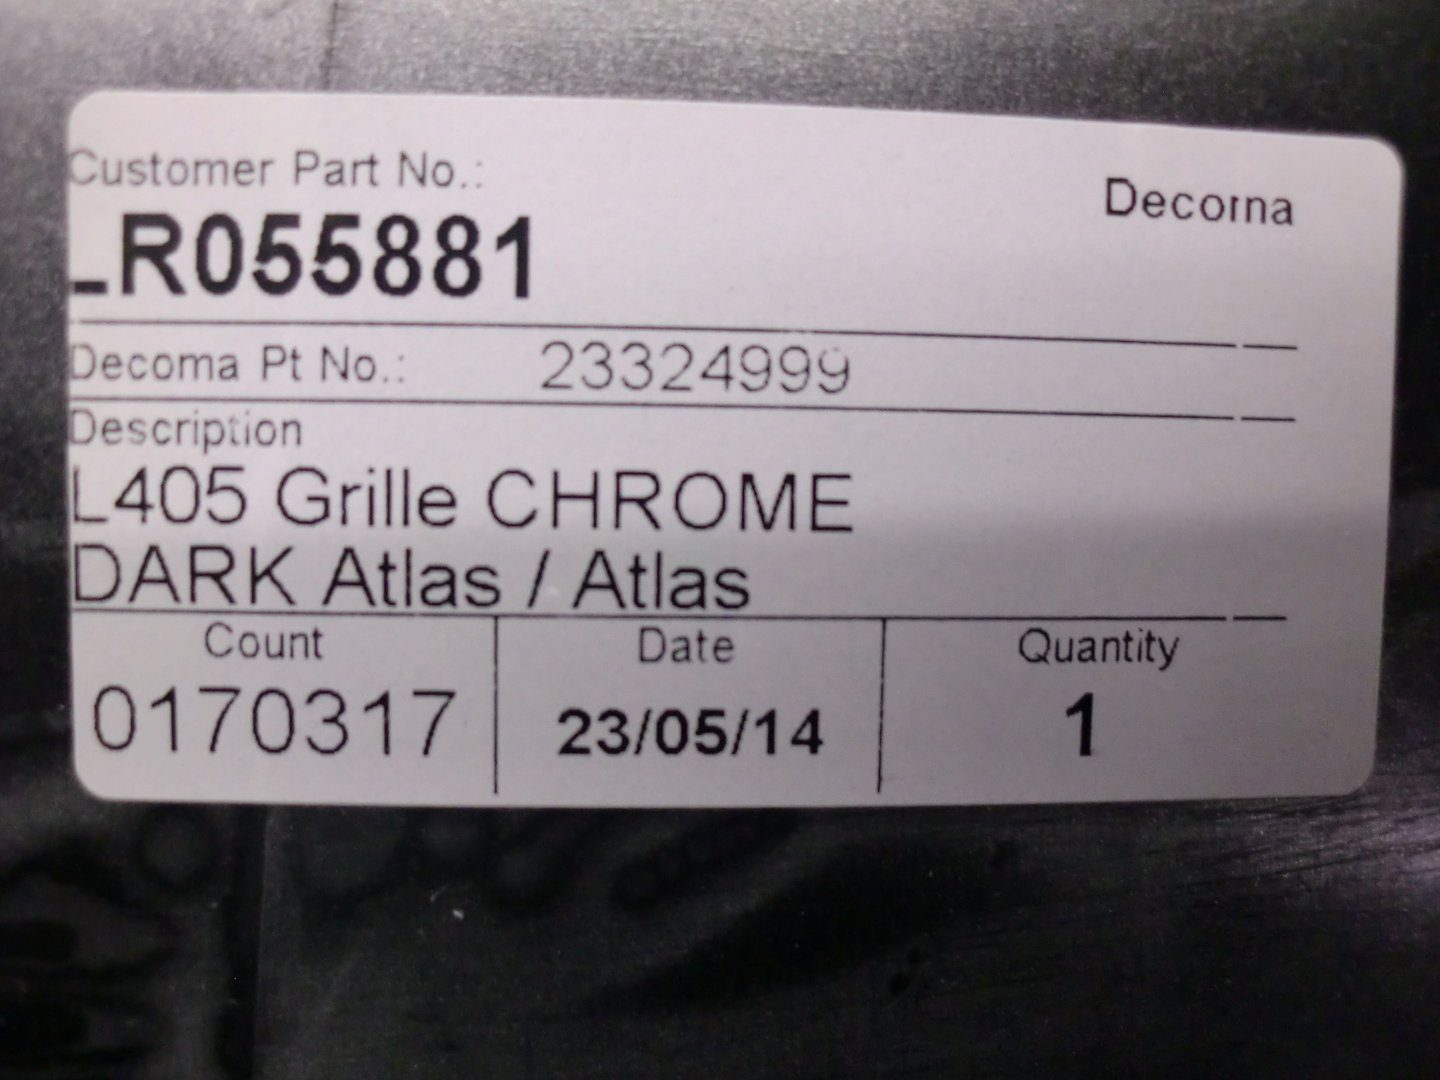 Customer Part No.:
Decoma
LR055881
Decoma Pt No.: 23324999
Description
L405 Grille CHROME
DARK Atlas / Atlas
Count Date Quantity
0170317 23/05/14 1